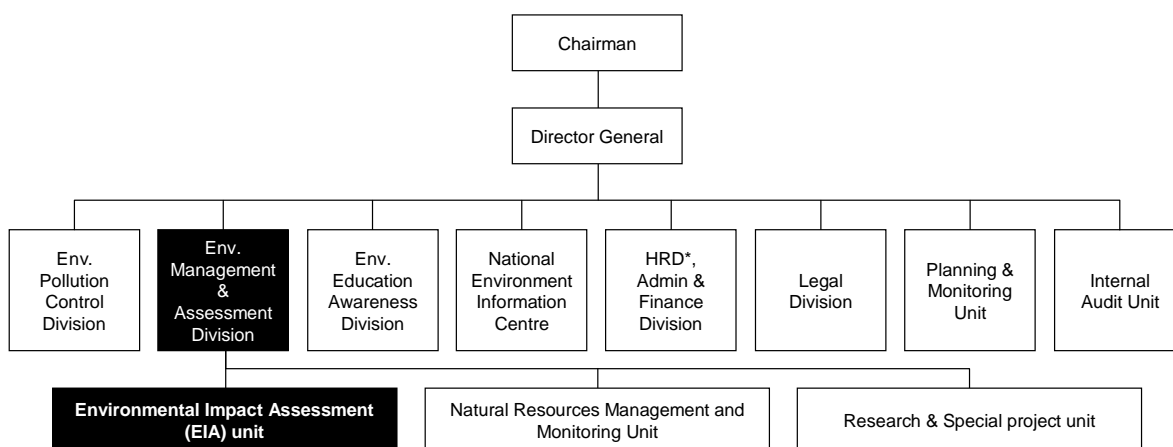 Chairman
Director General
Env.
Pollution
Control
Division
Env.
Management
&
Assessment
Division
Env.
Education
Awareness
Division
National
Environment
Information
Centre
HRD*,
Admin &
Finance
Division
Legal
Division
Planning &
Monitoring
Unit
Internal
Audit Unit
Environmental Impact Assessment
(EIA) unit
Natural Resources Management and
Monitoring Unit
Research & Special project unit